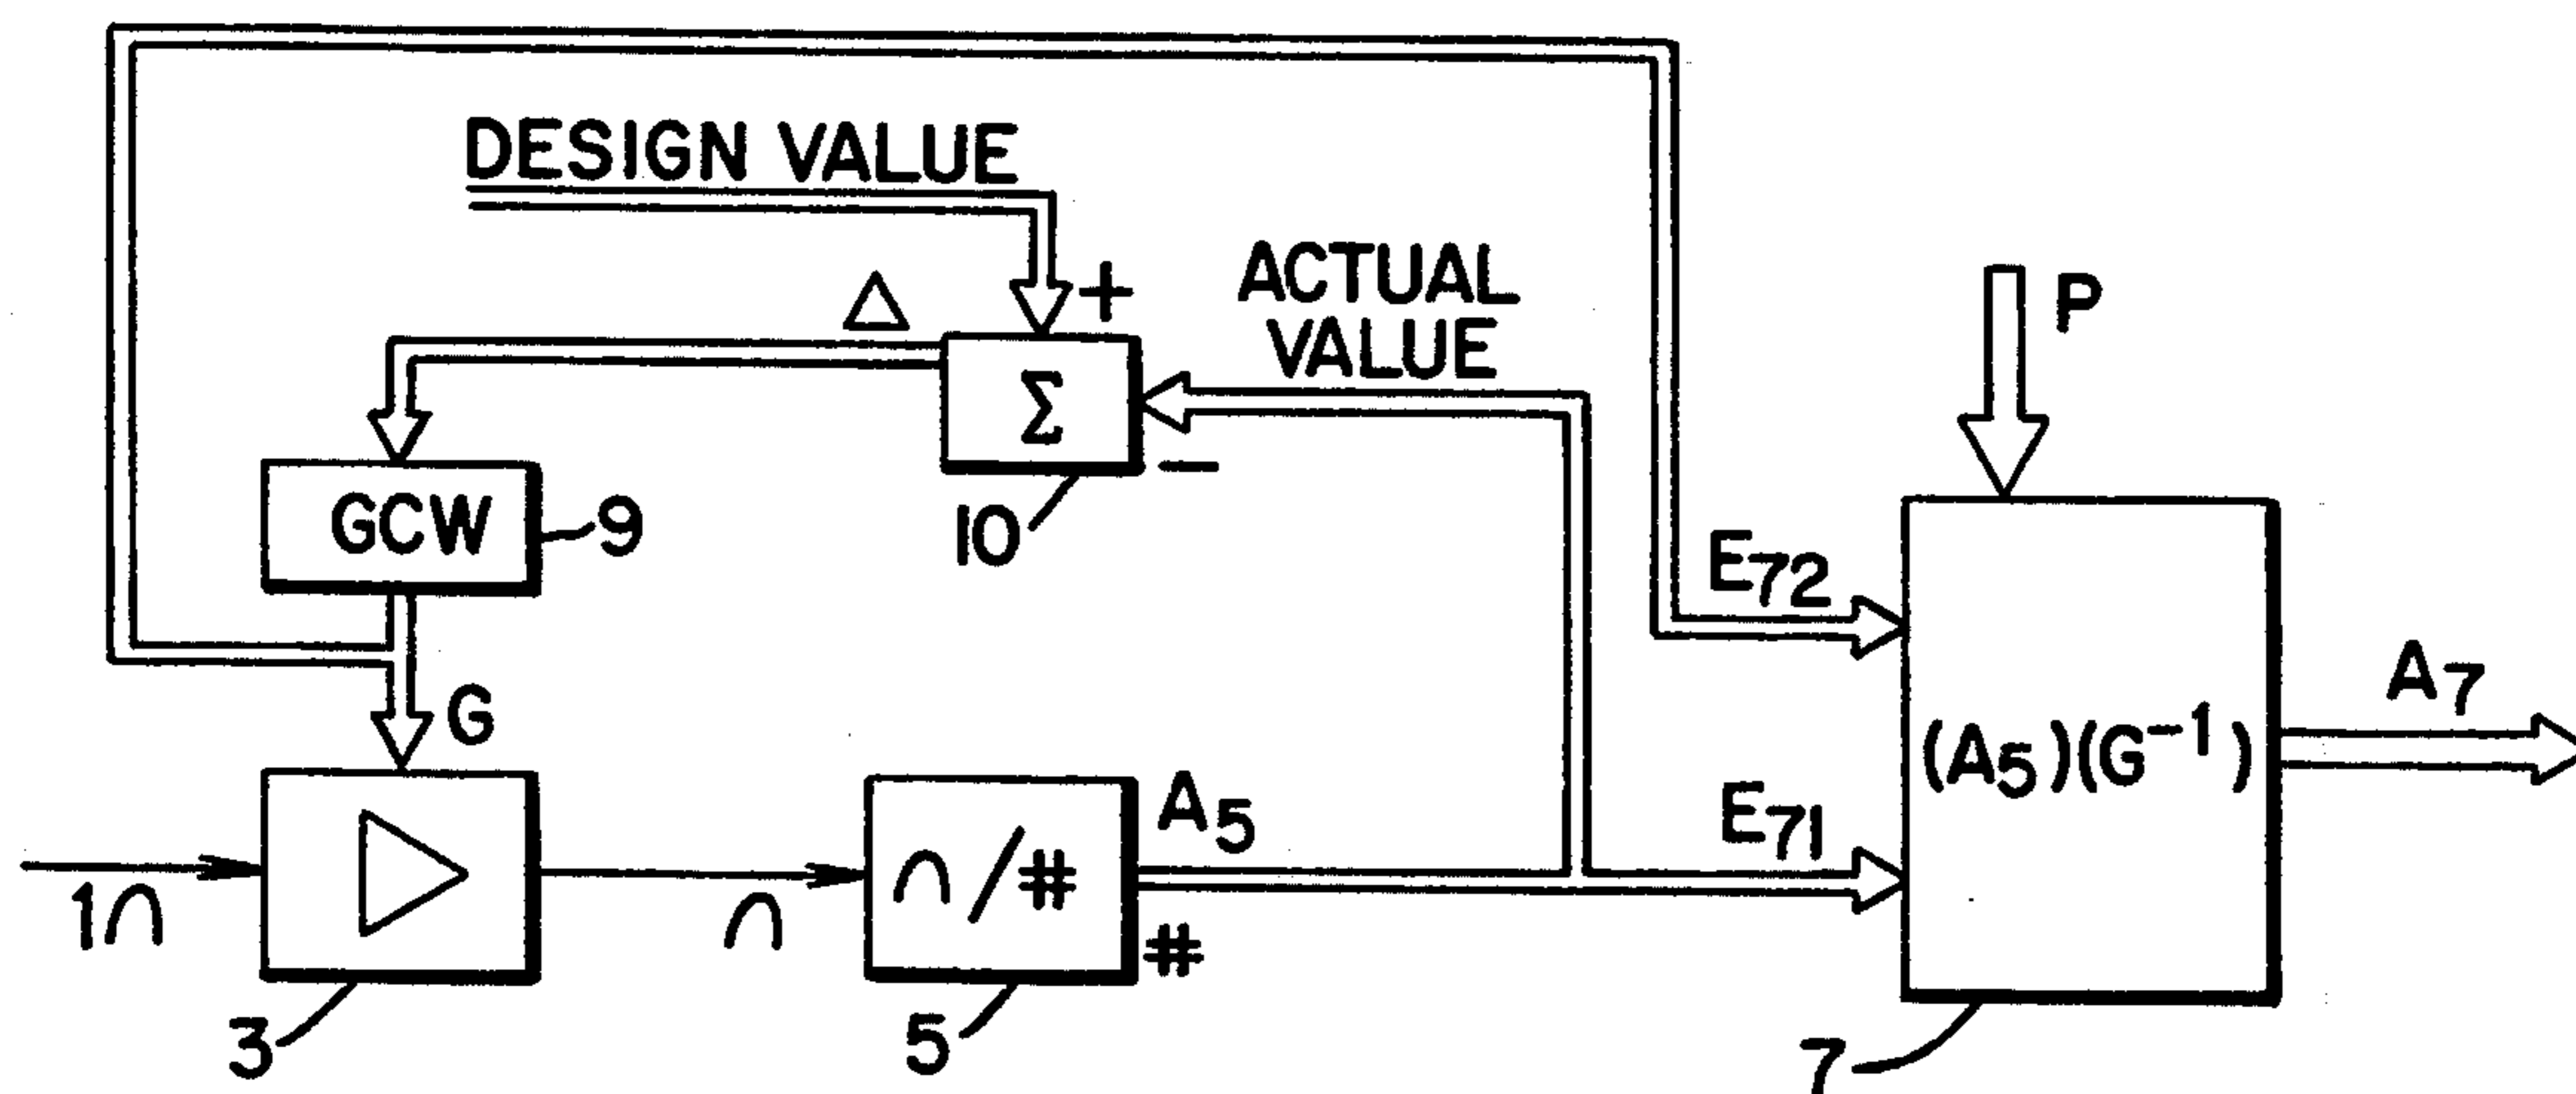 DESIGN VALUE
+
Δ
ACTUAL
VALUE
P
Σ
−
GCW
9
10
E72
G
A7
(A5)(G⁻¹)
A5
E71
1∩
∩
∩/#
#
3
5
7